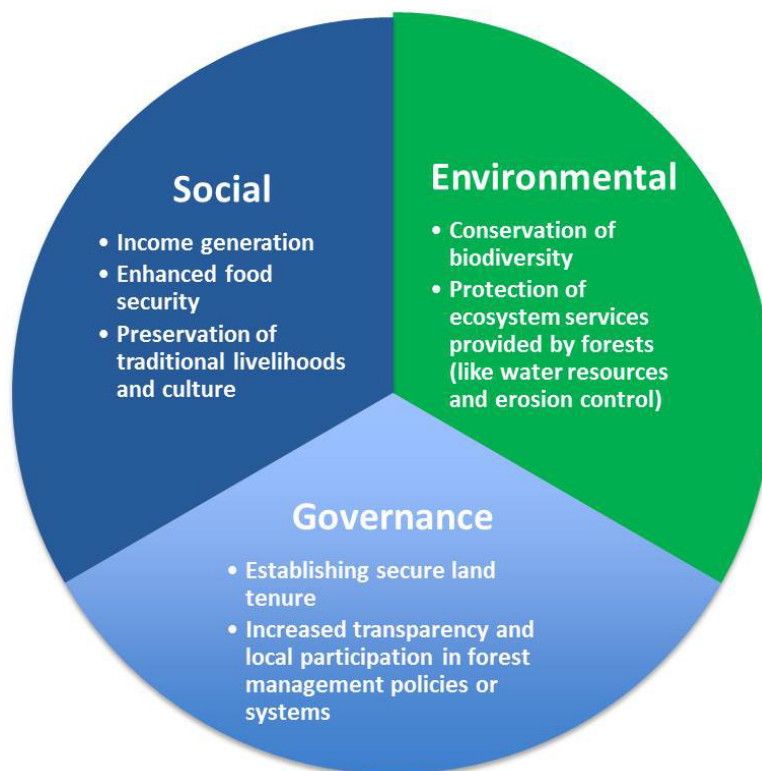 Social
• Income generation
• Enhanced food
security
• Preservation of
traditional livelihoods
and culture
Environmental
• Conservation of
biodiversity
• Protection of
ecosystem services
provided by forests
(like water resources
and erosion control)
Governance
• Establishing secure land
tenure
• Increased transparency and
local participation in forest
management policies or
systems